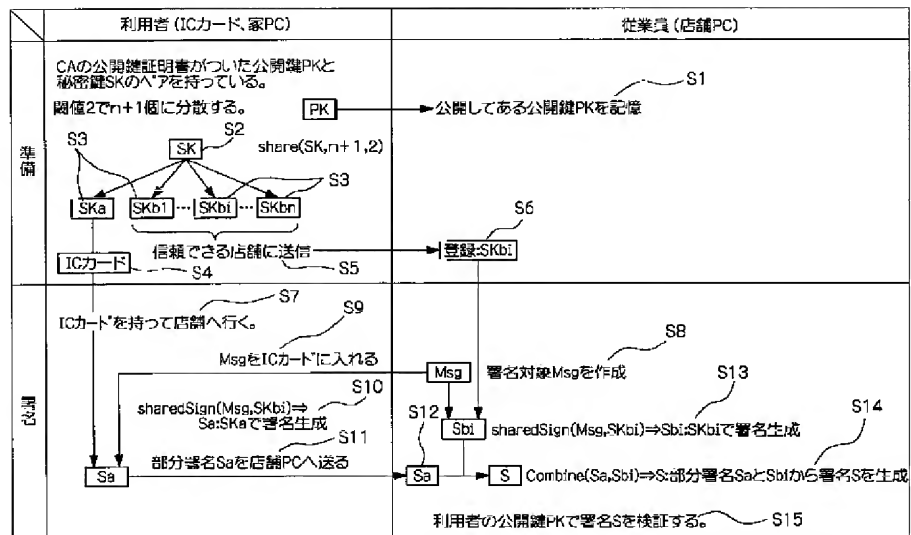 利用者(ICカード、家PC)
従業員(店舗PC)
準備
CAの公開鍵証明書がついた公開鍵PKと
秘密鍵SKのペアを持っている。
閾値2でn+1個に分散する。
PK
公開してある公開鍵PKを記憶
S1
S2
SK
share(SK,n+1,2)
S3
S3
SKa
SKb1
…
SKbi
…
SKbn
信頼できる店舗に送信
S5
S6
登録:SKbi
ICカード
S4
S7
ICカードを持って店舗へ行く。
S9
MsgをICカードに入れる
Msg
署名対象Msgを作成
S8
sharedSign(Msg,SKbi)⇒
Sa:SKaで署名生成
S10
S13
Sbi
sharedSign(Msg,SKbi)⇒Sbi:SKbiで署名生成
S11
部分署名Saを店舗PCへ送る
S12
S14
Sa
Sa
S
Combine(Sa,Sbi)⇒S:部分署名SaとSbiから署名Sを生成
利用者の公開鍵PKで署名Sを検証する。
S15